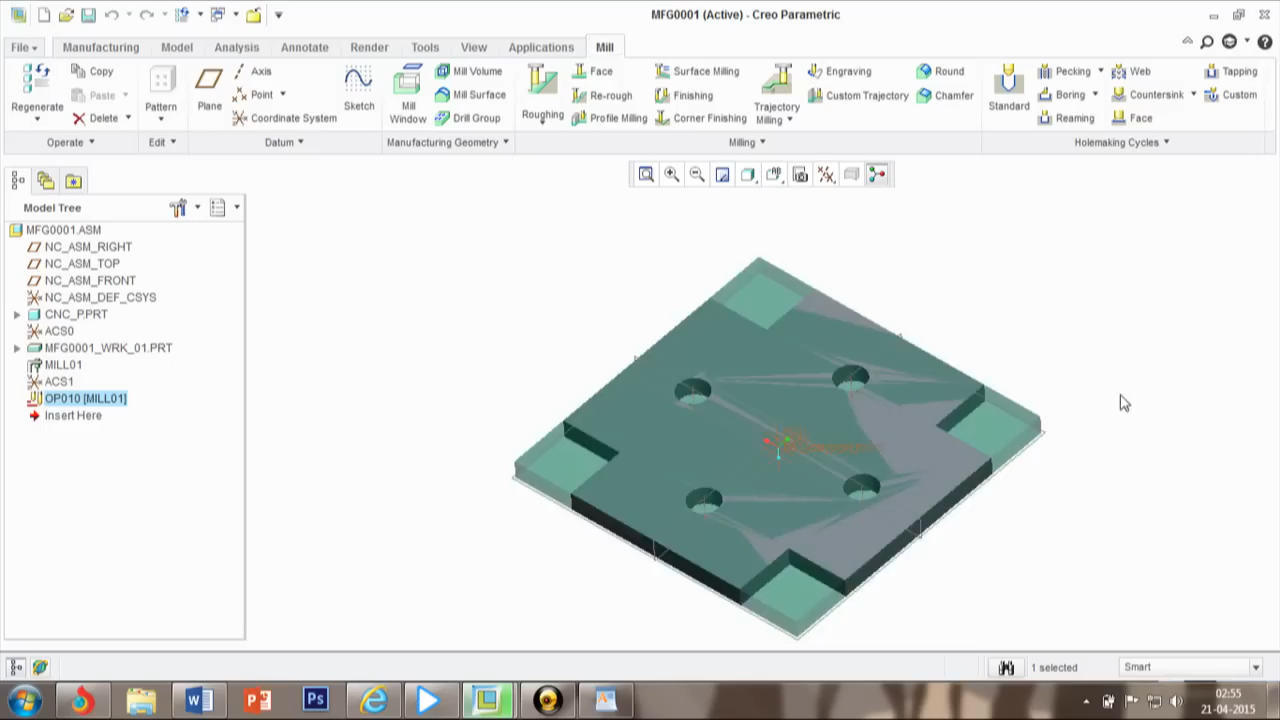 MFG0001 (Active) - Creo Parametric
File Manufacturing Model Analysis Annotate Render Tools View Applications Mill
Regenerate
Copy
Paste
Delete
Operate
Pattern
Edit
Plane
Axis
Point
Coordinate System
Sketch
Datum
Mill
Window
Mill Volume
Mill Surface
Drill Group
Manufacturing Geometry
Roughing
Face
Re-rough
Profile Milling
Surface Milling
Finishing
Corner Finishing
Trajectory
Milling
Engraving
Custom Trajectory
Round
Chamfer
Milling
Standard
Pecking
Boring
Reaming
Web
Countersink
Face
Tapping
Custom
Holemaking Cycles
Model Tree
MFG0001.ASM
NC_ASM_RIGHT
NC_ASM_TOP
NC_ASM_FRONT
NC_ASM_DEF_CSYS
CNC_P.PRT
ACS0
MFG0001_WRK_01.PRT
MILL01
ACS1
OP010 [MILL01]
Insert Here
1 selected
Smart
02:55
21-04-2015